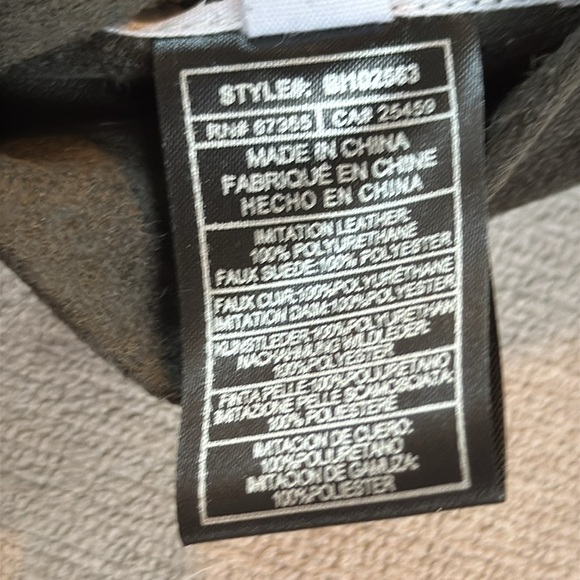 STYLE#: SI102563
RN# 67365 CA# 25459
MADE IN CHINA
FABRIQUÉ EN CHINE
HECHO EN CHINA
IMITATION LEATHER:
100% POLYURETHANE
FAUX SUEDE:100% POLYESTER
FAUX CUIR:100%POLYURETHANE
IMITATION DAIM:100%POLYESTER
KUNSTLEDER:100%POLYURETHAN
NACHAHMUNG WILDLEDER:
100%POLYESTER
FINTA PELLE:100%POLIURETANO
IMITAZIONE PELLE SCAMOSCIATA:
100% POLIESTERE
IMITACION DE CUERO:
100%POLIURETANO
IMITACION DE GAMUZA:
100%POLIESTER